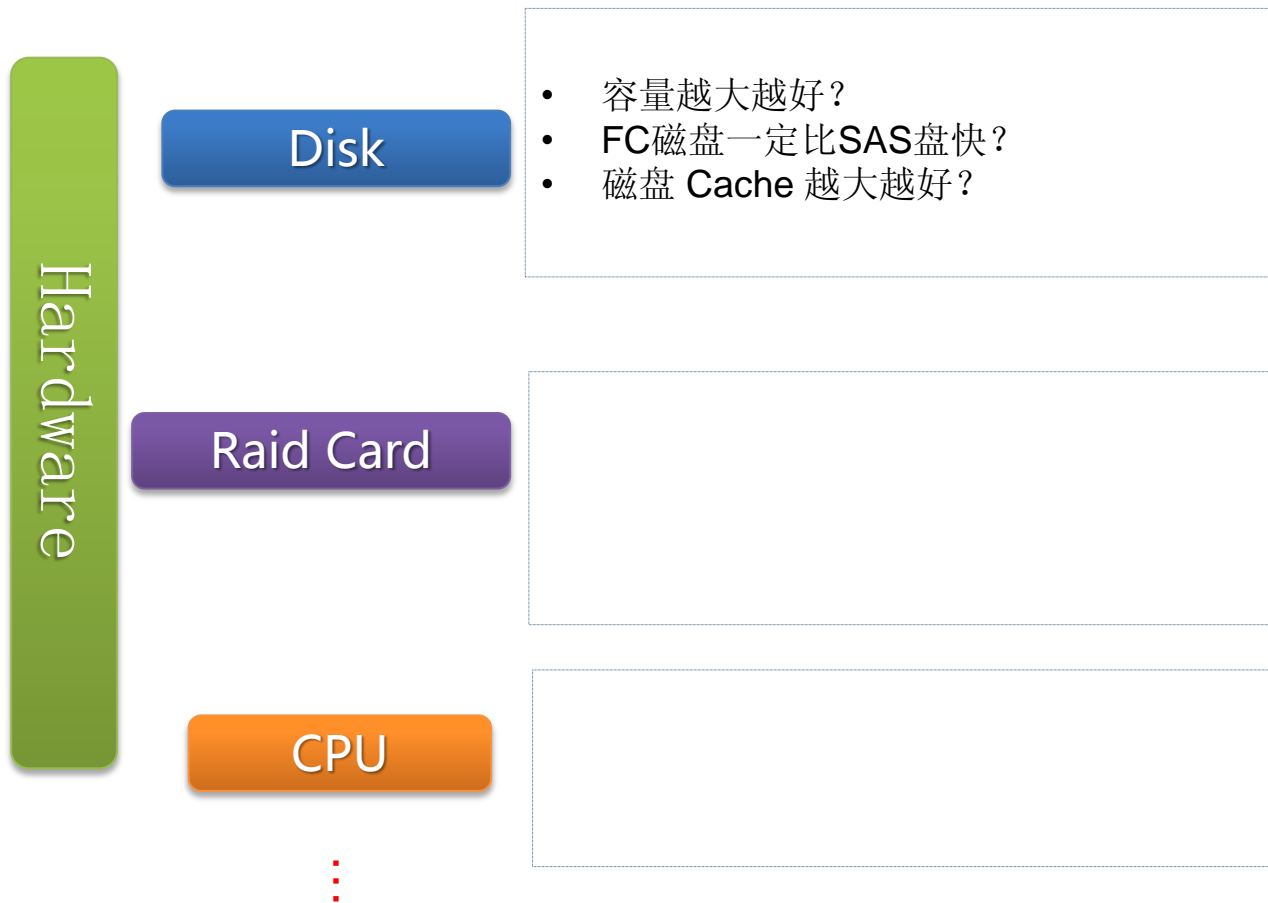 Hardware
Disk
• 容量越大越好?
• FC磁盘一定比SAS盘快?
• 磁盘 Cache 越大越好?
Raid Card
CPU